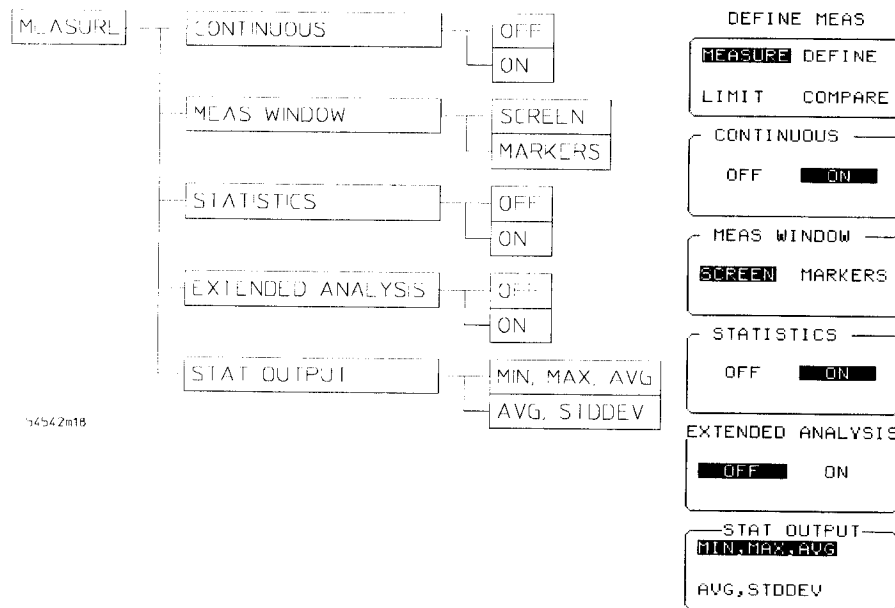 MEASURE
CONTINUOUS
OFF
ON
MEAS WINDOW
SCREEN
MARKERS
STATISTICS
OFF
ON
EXTENDED ANALYSIS
OFF
ON
STAT OUTPUT
MIN, MAX, AVG
AVG, STDDEV
54542m18
DEFINE MEAS
MEASURE DEFINE
LIMIT COMPARE
CONTINUOUS
OFF ON
MEAS WINDOW
SCREEN MARKERS
STATISTICS
OFF ON
EXTENDED ANALYSIS
OFF ON
STAT OUTPUT
MIN,MAX,AVG
AVG,STDDEV